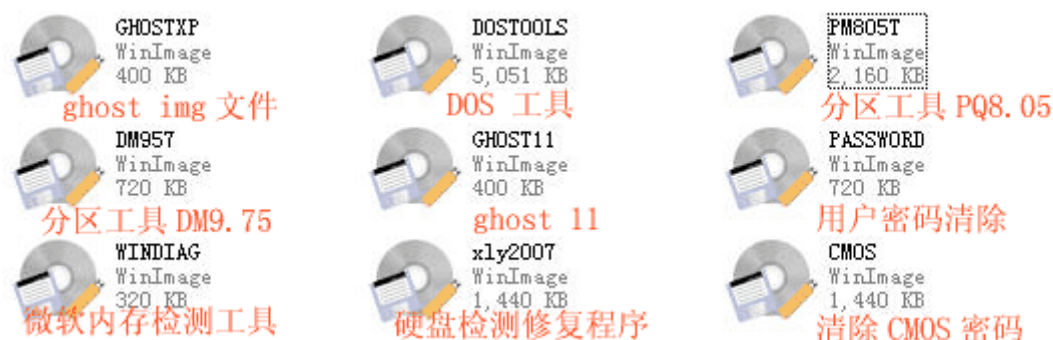 GHOSTXP
WinImage
400 KB
ghost img 文件
DOSTOOLS
WinImage
5,051 KB
DOS 工具
PM805T
WinImage
2,160 KB
分区工具 PQ8.05
DM957
WinImage
720 KB
分区工具 DM9.75
GHOST11
WinImage
400 KB
ghost 11
PASSWORD
WinImage
720 KB
用户密码清除
WINDIAG
WinImage
320 KB
微软内存检测工具
xly2007
WinImage
1,440 KB
硬盘检测修复程序
CMOS
WinImage
1,440 KB
清除 CMOS 密码